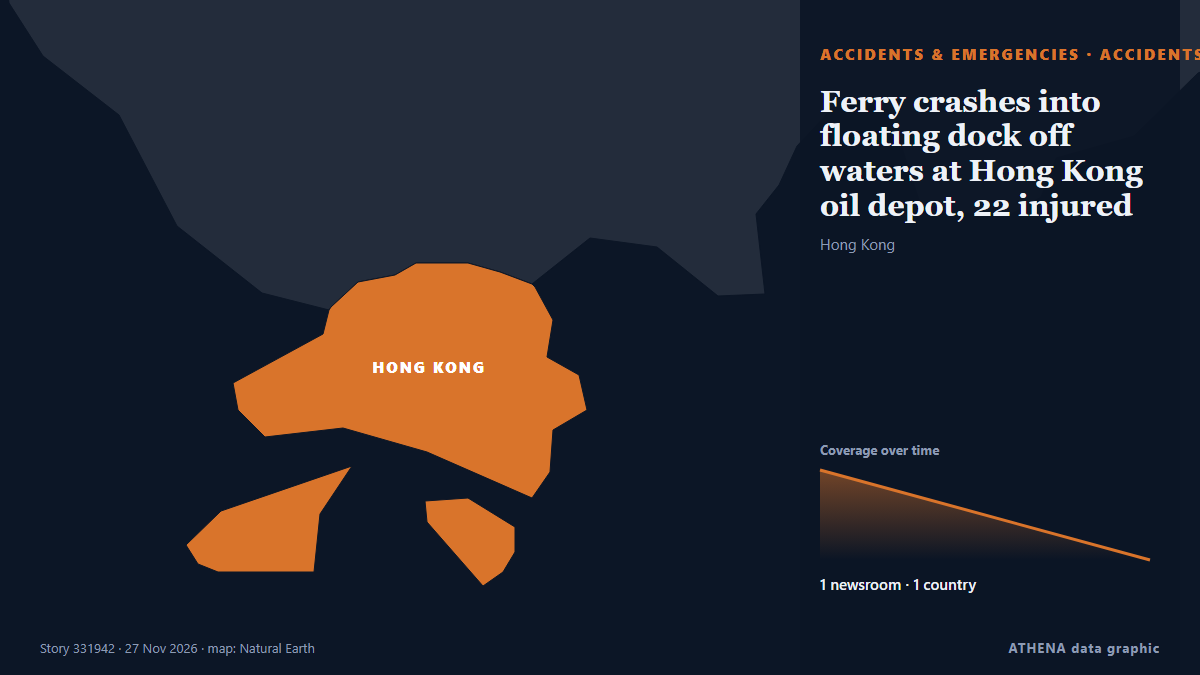 ACCIDENTS & EMERGENCIES · ACCIDENTS
Ferry crashes into
floating dock off
waters at Hong Kong
oil depot, 22 injured
Hong Kong
HONG KONG
Coverage over time
1 newsroom · 1 country
Story 331942 · 27 Nov 2026 · map: Natural Earth
ATHENA data graphic